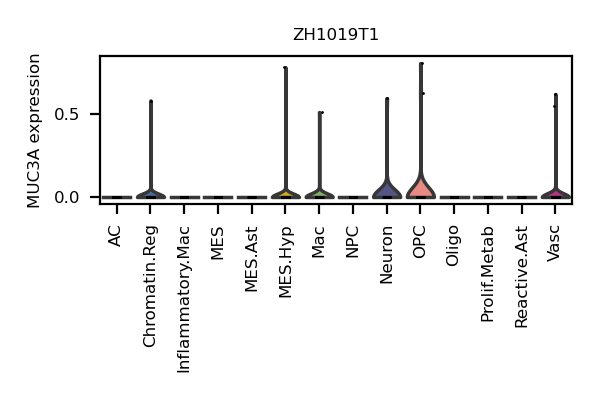 ZH1019T1
MUC3A expression
0.5
0.0
AC
Chromatin.Reg
Inflammatory.Mac
MES
MES.Ast
MES.Hyp
Mac
NPC
Neuron
OPC
Oligo
Prolif.Metab
Reactive.Ast
Vasc